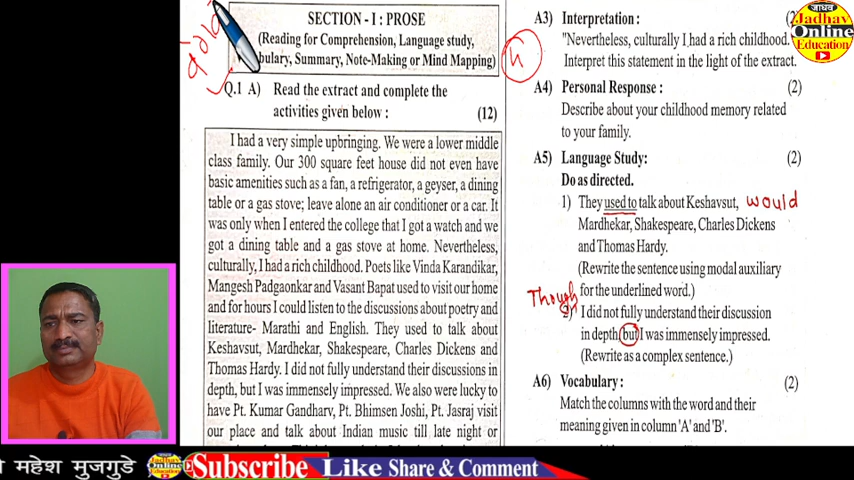 SECTION - I : PROSE
(Reading for Comprehension, Language study,
bulary, Summary, Note-Making or Mind Mapping)
Q.1 A) Read the extract and complete the
activities given below : (12)
I had a very simple upbringing. We were a lower middle
class family. Our 300 square feet house did not even have
basic amenities such as a fan, a refrigerator, a geyser, a dining
table or a gas stove; leave alone an air conditioner or a car. It
was only when I entered the college that I got a watch and we
got a dining table and a gas stove at home. Nevertheless,
culturally, I had a rich childhood. Poets like Vinda Karandikar,
Mangesh Padgaonkar and Vasant Bapat used to visit our home
and for hours I could listen to the discussions about poetry and
literature- Marathi and English. They used to talk about
Keshavsut, Mardhekar, Shakespeare, Charles Dickens and
Thomas Hardy. I did not fully understand their discussions in
depth, but I was immensely impressed. We also were lucky to
have Pt. Kumar Gandharv, Pt. Bhimsen Joshi, Pt. Jasraj visit
our place and talk about Indian music till late night or
A3) Interpretation :
"Nevertheless, culturally I had a rich childhood.
Interpret this statement in the light of the extract.
A4) Personal Response : (2)
Describe about your childhood memory related
to your family.
A5) Language Study: (2)
Do as directed.
1) They used to talk about Keshavsut, would
Mardhekar, Shakespeare, Charles Dickens
and Thomas Hardy.
(Rewrite the sentence using modal auxiliary
for the underlined word.)
Though
2) I did not fully understand their discussion
in depth, but I was immensely impressed.
(Rewrite as a complex sentence.)
A6) Vocabulary : (2)
Match the columns with the word and their
meaning given in column 'A' and 'B'.
जाधव
Jadhav
Online
Education
महेश मुजगुडे
Jadhav
Online
Education
Subscribe Like Share & Comment